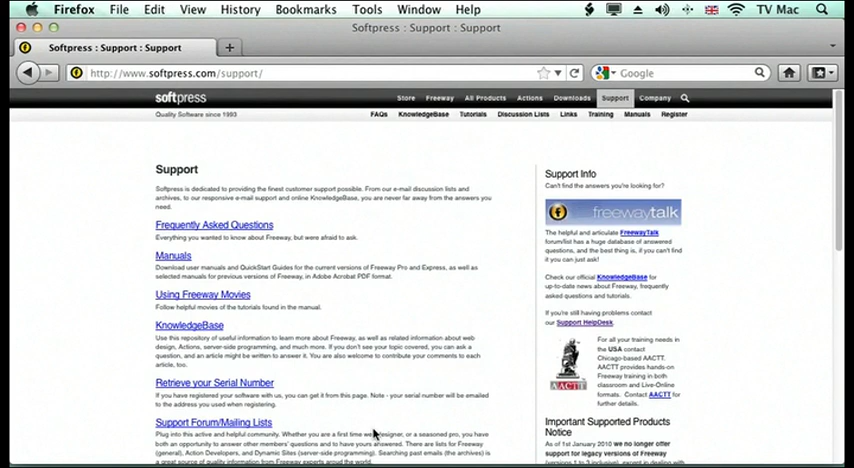 Firefox File Edit View History Bookmarks Tools Window Help TV Mac
Softpress : Support : Support
Softpress : Support : Support
http://www.softpress.com/support/
Google
softpress
Store Freeway All Products Actions Downloads Support Company
Quality Software since 1993
FAQs KnowledgeBase Tutorials Discussion Lists Links Training Manuals Register
Support
Softpress is dedicated to providing the finest customer support possible. From our e-mail discussion lists and
archives, to our responsive e-mail support and online KnowledgeBase, you are never far away from the answers you
need.
Frequently Asked Questions
Everything you wanted to know about Freeway, but were afraid to ask.
Manuals
Download user manuals and QuickStart Guides for the current versions of Freeway Pro and Express, as well as
selected manuals for previous versions of Freeway, in Adobe Acrobat PDF format.
Using Freeway Movies
Follow helpful movies of the tutorials found in the manual.
KnowledgeBase
Use this repository of useful information to learn more about Freeway, as well as related information about web
design, Actions, server-side programming, and much more. If you don't see your topic covered, you can ask a
question, and an article might be written to answer it. You are also welcome to contribute your comments to each
article, too.
Retrieve your Serial Number
If you have registered your software with us, you can get it from this page. Note - your serial number will be emailed
to the address you used when registering.
Support Forum/Mailing Lists
Plug into this active and helpful community. Whether you are a first time web designer, or a seasoned pro, you have
both an opportunity to answer other members' questions and to have yours answered. There are lists for Freeway
(general), Action Developers, and Dynamic Sites (server-side programming). Searching past emails (the archives) is
a great source of quality information from Freeway experts around the world.
Support Info
Can't find the answers you're looking for?
freewaytalk
The helpful and articulate FreewayTalk
forum/list has a huge database of answered
questions, and the best thing is, if you can't find
it you can just ask!
Check our official KnowledgeBase for
up-to-date news about Freeway, frequently
asked questions and tutorials.
If you're still having problems contact
our Support HelpDesk.
AACTT
For all your training needs in
the USA contact
Chicago-based AACTT.
AACTT provides hands-on
Freeway training in both
classroom and Live-Online
formats. Contact AACTT for
further details.
Important Supported Products
Notice
As of 1st January 2010 we no longer offer
support for legacy versions of Freeway
(versions 1 to 3 inclusive), except in dealing with